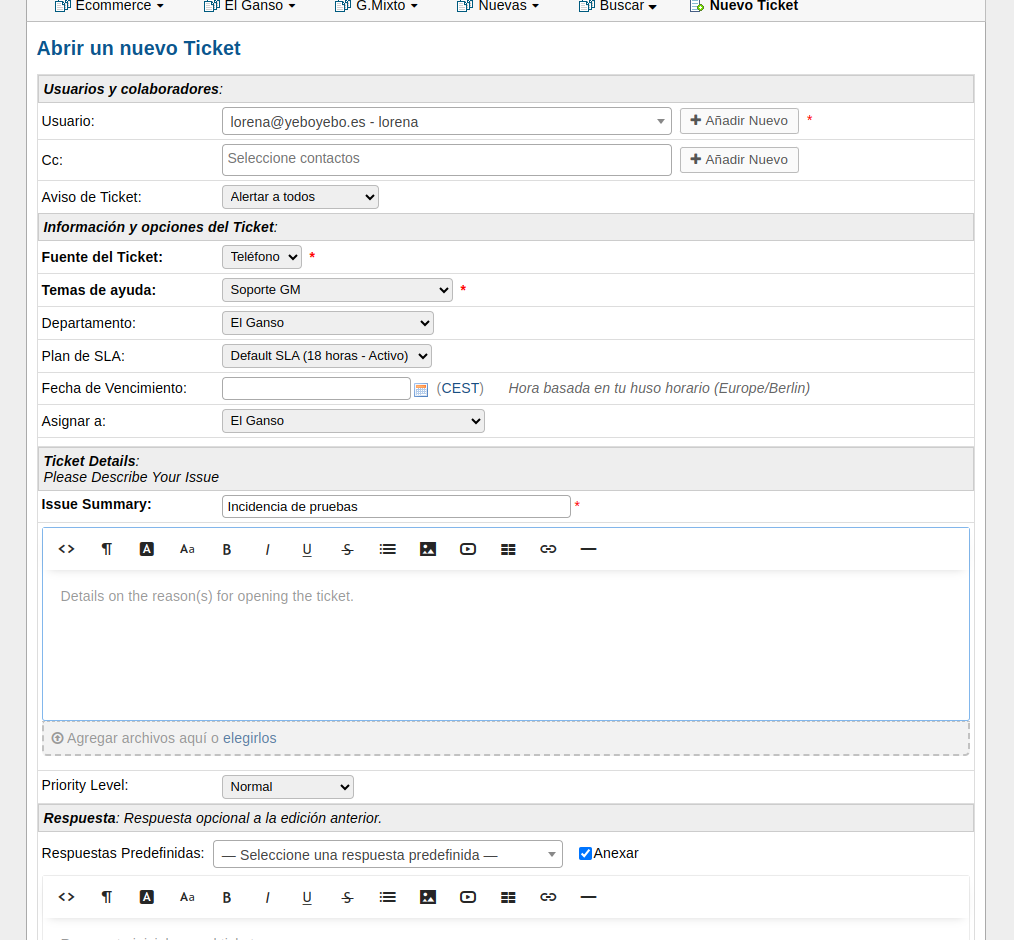 Ecommerce El Ganso G.Mixto Nuevas Buscar Nuevo Ticket
Abrir un nuevo Ticket
Usuarios y colaboradores:
Usuario: lorena@yeboyebo.es - lorena Añadir Nuevo *
Cc: Seleccione contactos Añadir Nuevo
Aviso de Ticket: Alertar a todos
Información y opciones del Ticket:
Fuente del Ticket: Teléfono *
Temas de ayuda: Soporte GM *
Departamento: El Ganso
Plan de SLA: Default SLA (18 horas - Activo)
Fecha de Vencimiento: (CEST) Hora basada en tu huso horario (Europe/Berlin)
Asignar a: El Ganso
Ticket Details:
Please Describe Your Issue
Issue Summary: Incidencia de pruebas *
<> ¶ A Aa B I U S
Details on the reason(s) for opening the ticket.
Agregar archivos aquí o elegirlos
Priority Level: Normal
Respuesta: Respuesta opcional a la edición anterior.
Respuestas Predefinidas: — Seleccione una respuesta predefinida — Anexar
<> ¶ A Aa B I U S